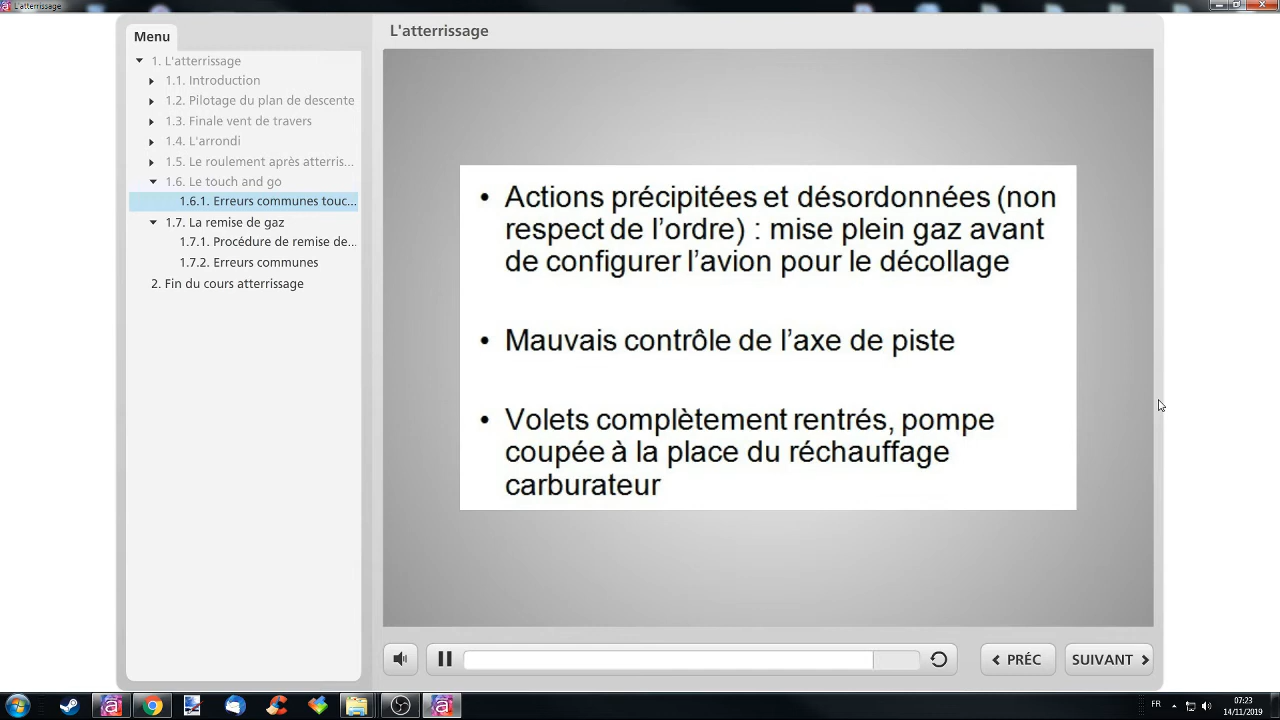 L'atterrissage
Menu
L'atterrissage
1. L'atterrissage
1.1. Introduction
1.2. Pilotage du plan de descente
1.3. Finale vent de travers
1.4. L'arrondi
1.5. Le roulement après atterris...
1.6. Le touch and go
1.6.1. Erreurs communes touc...
1.7. La remise de gaz
1.7.1. Procédure de remise de...
1.7.2. Erreurs communes
2. Fin du cours atterrissage
• Actions précipitées et désordonnées (non
respect de l’ordre) : mise plein gaz avant
de configurer l’avion pour le décollage
• Mauvais contrôle de l’axe de piste
• Volets complètement rentrés, pompe
coupée à la place du réchauffage
carburateur
PRÉC
SUIVANT
FR
07:23
14/11/2019